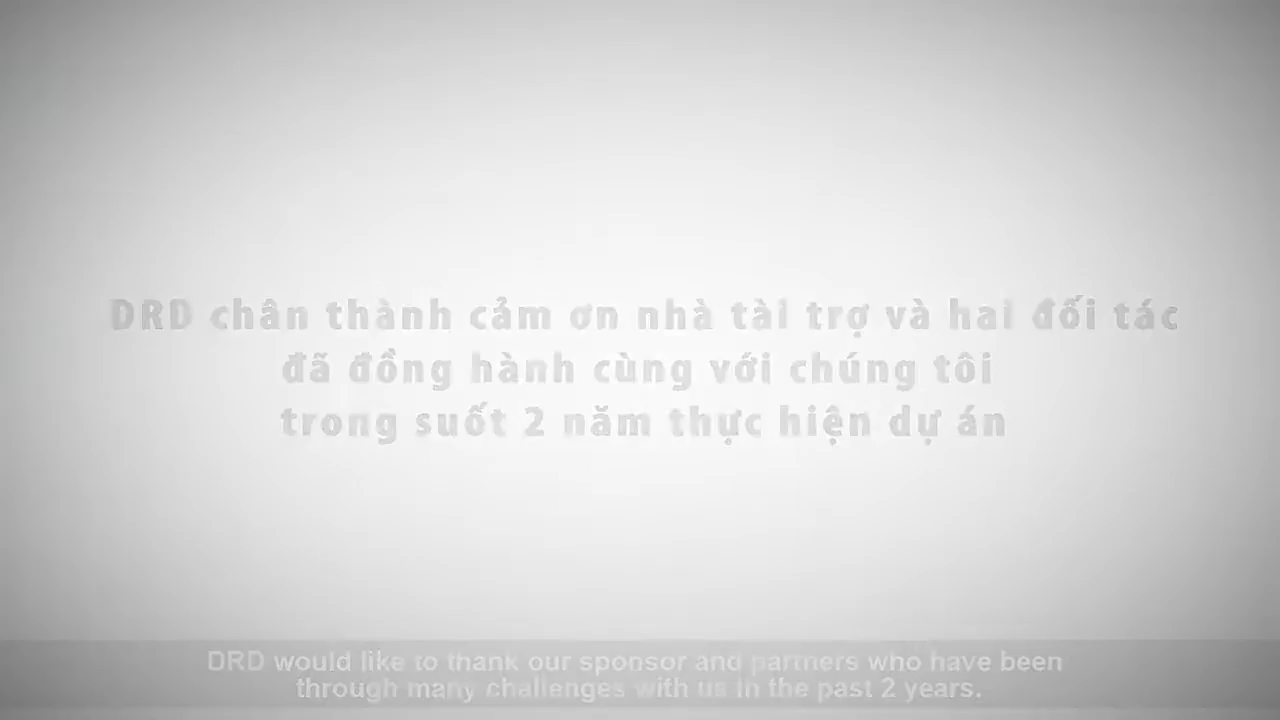 DRD chân thành cảm ơn nhà tài trợ và hai đối tác
đã đồng hành cùng với chúng tôi
trong suốt 2 năm thực hiện dự án
DRD would like to thank our sponsor and partners who have been
through many challenges with us in the past 2 years.